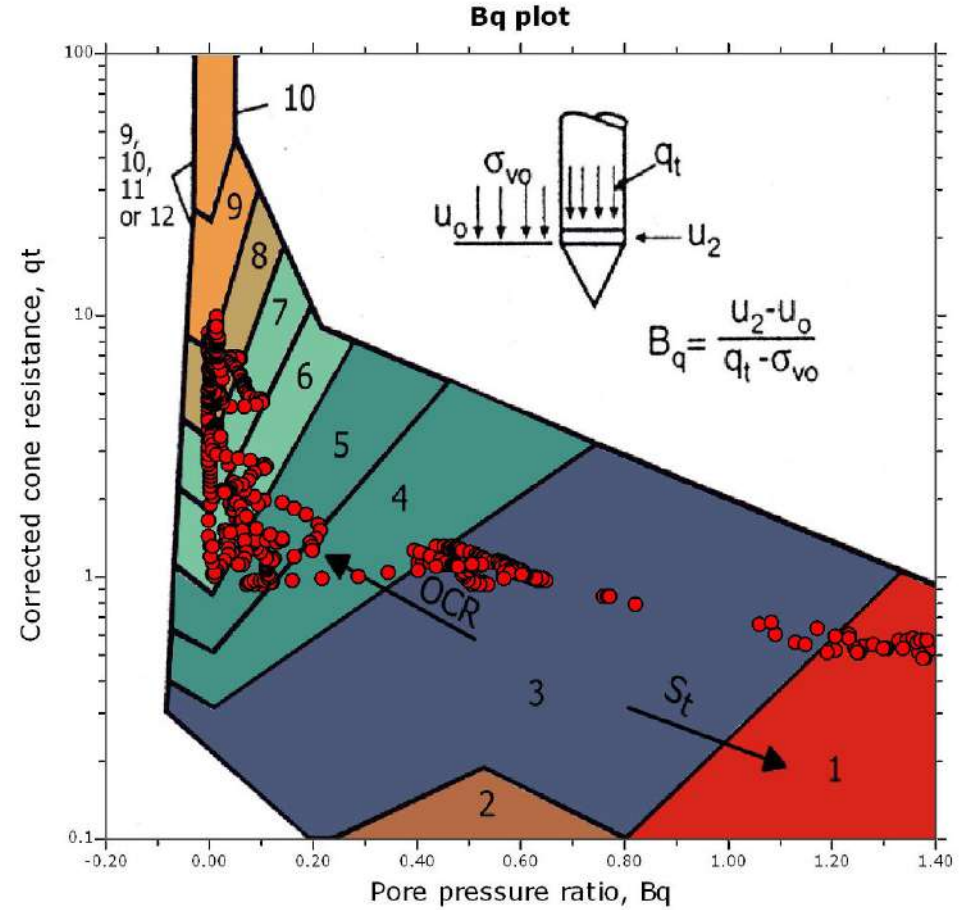 Bq plot
100
10
1
0.1
Corrected cone resistance, qt
9,
10,
11
or 12
10
9
8
7
6
5
4
3
2
1
OCR
St
σvo
uo
qt
u2
Bq= u2-uo
qt -σvo
-0.20 0.00 0.20 0.40 0.60 0.80 1.00 1.20 1.40
Pore pressure ratio, Bq